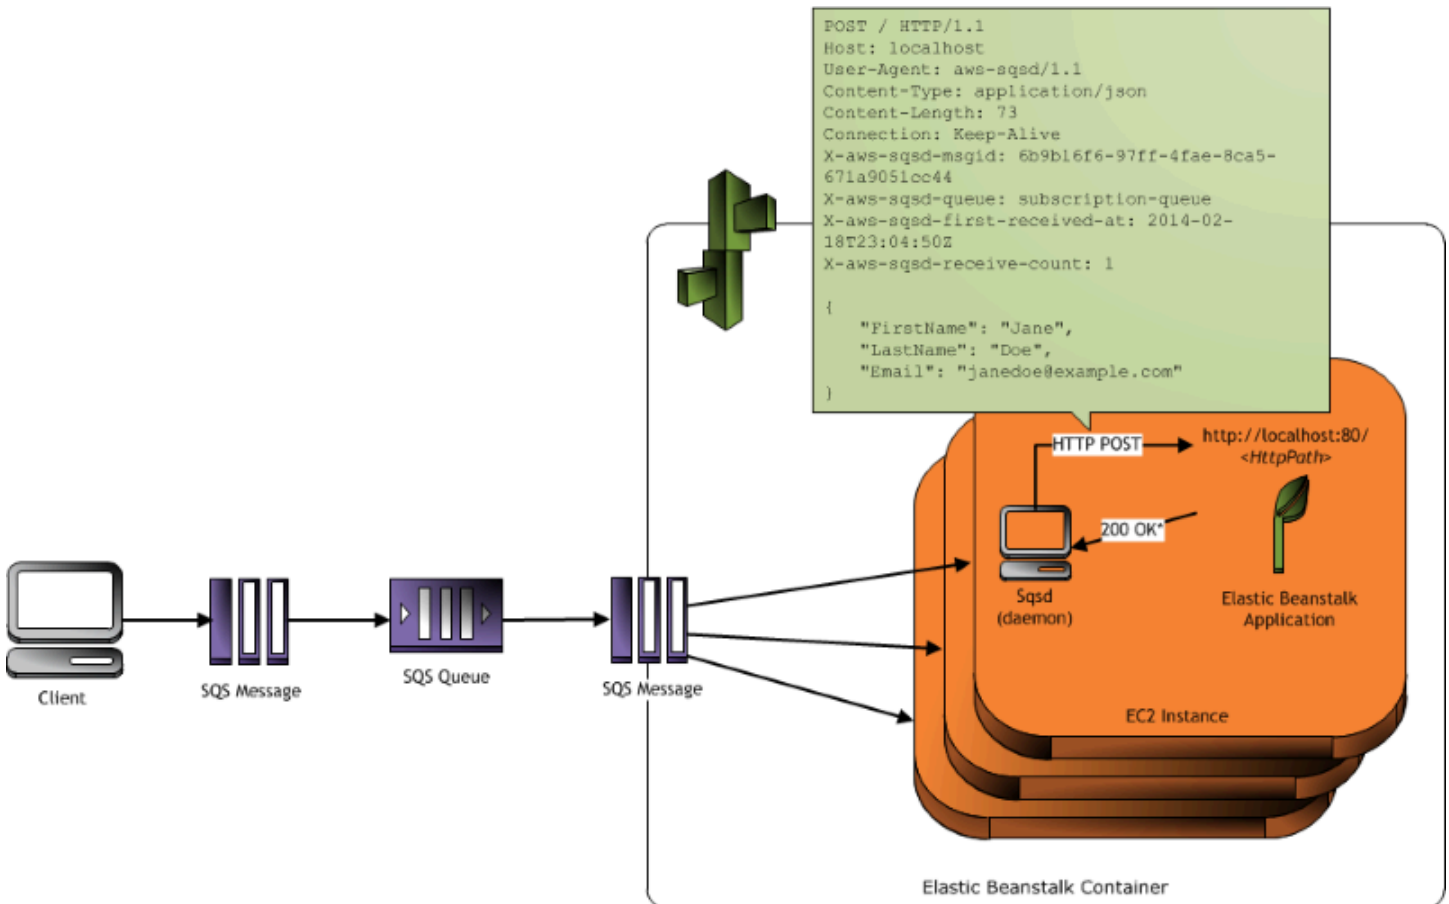 POST / HTTP/1.1
Host: localhost
User-Agent: aws-sqsd/1.1
Content-Type: application/json
Content-Length: 73
Connection: Keep-Alive
X-aws-sqsd-msgid: 6b9b16f6-97ff-4fae-8ca5-
671a9051cc44
X-aws-sqsd-queue: subscription-queue
X-aws-sqsd-first-received-at: 2014-02-
18T23:04:50Z
X-aws-sqsd-receive-count: 1
{
"FirstName": "Jane",
"LastName": "Doe",
"Email": "janedoe@example.com"
}
HTTP POST
http://localhost:80/
<HttpPath>
200 OK*
Sqsd
(daemon)
Elastic Beanstalk
Application
Client
SQS Message
SQS Queue
SQS Message
EC2 Instance
Elastic Beanstalk Container